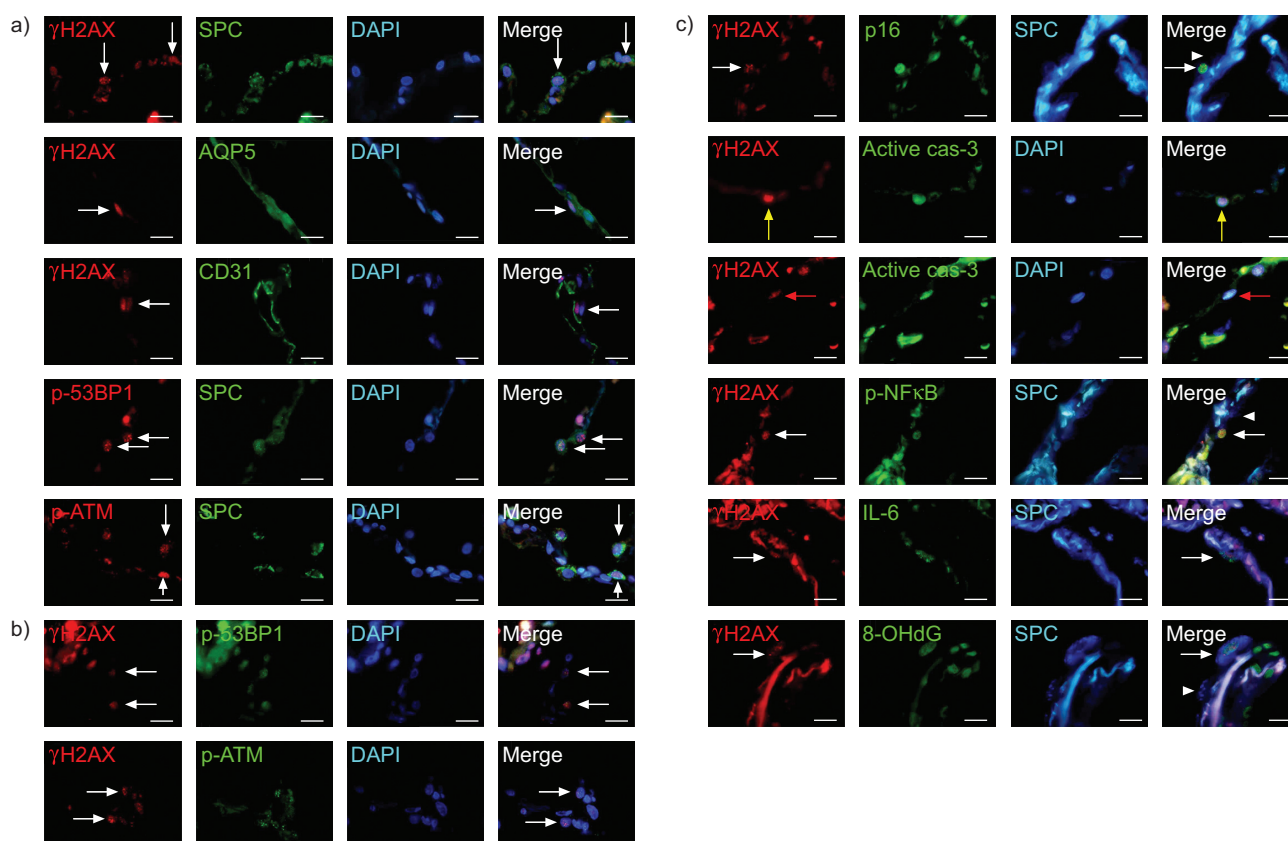 a)
γH2AX SPC DAPI Merge
γH2AX AQP5 DAPI Merge
γH2AX CD31 DAPI Merge
p-53BP1 SPC DAPI Merge
p-ATM SPC DAPI Merge
b)
γH2AX p-53BP1 DAPI Merge
γH2AX p-ATM DAPI Merge
c)
γH2AX p16 SPC Merge
γH2AX Active cas-3 DAPI Merge
γH2AX Active cas-3 DAPI Merge
γH2AX p-NFκB SPC Merge
γH2AX IL-6 SPC Merge
γH2AX 8-OHdG SPC Merge